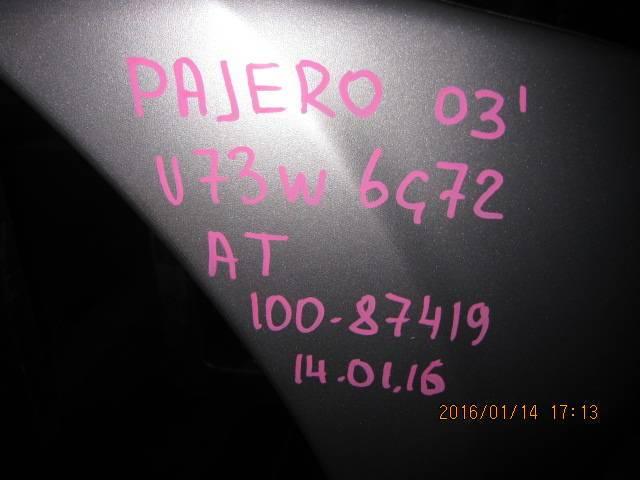 PAJERO 03'
V73W 6G72
AT
100-87419
14.01.16
2016/01/14 17:13